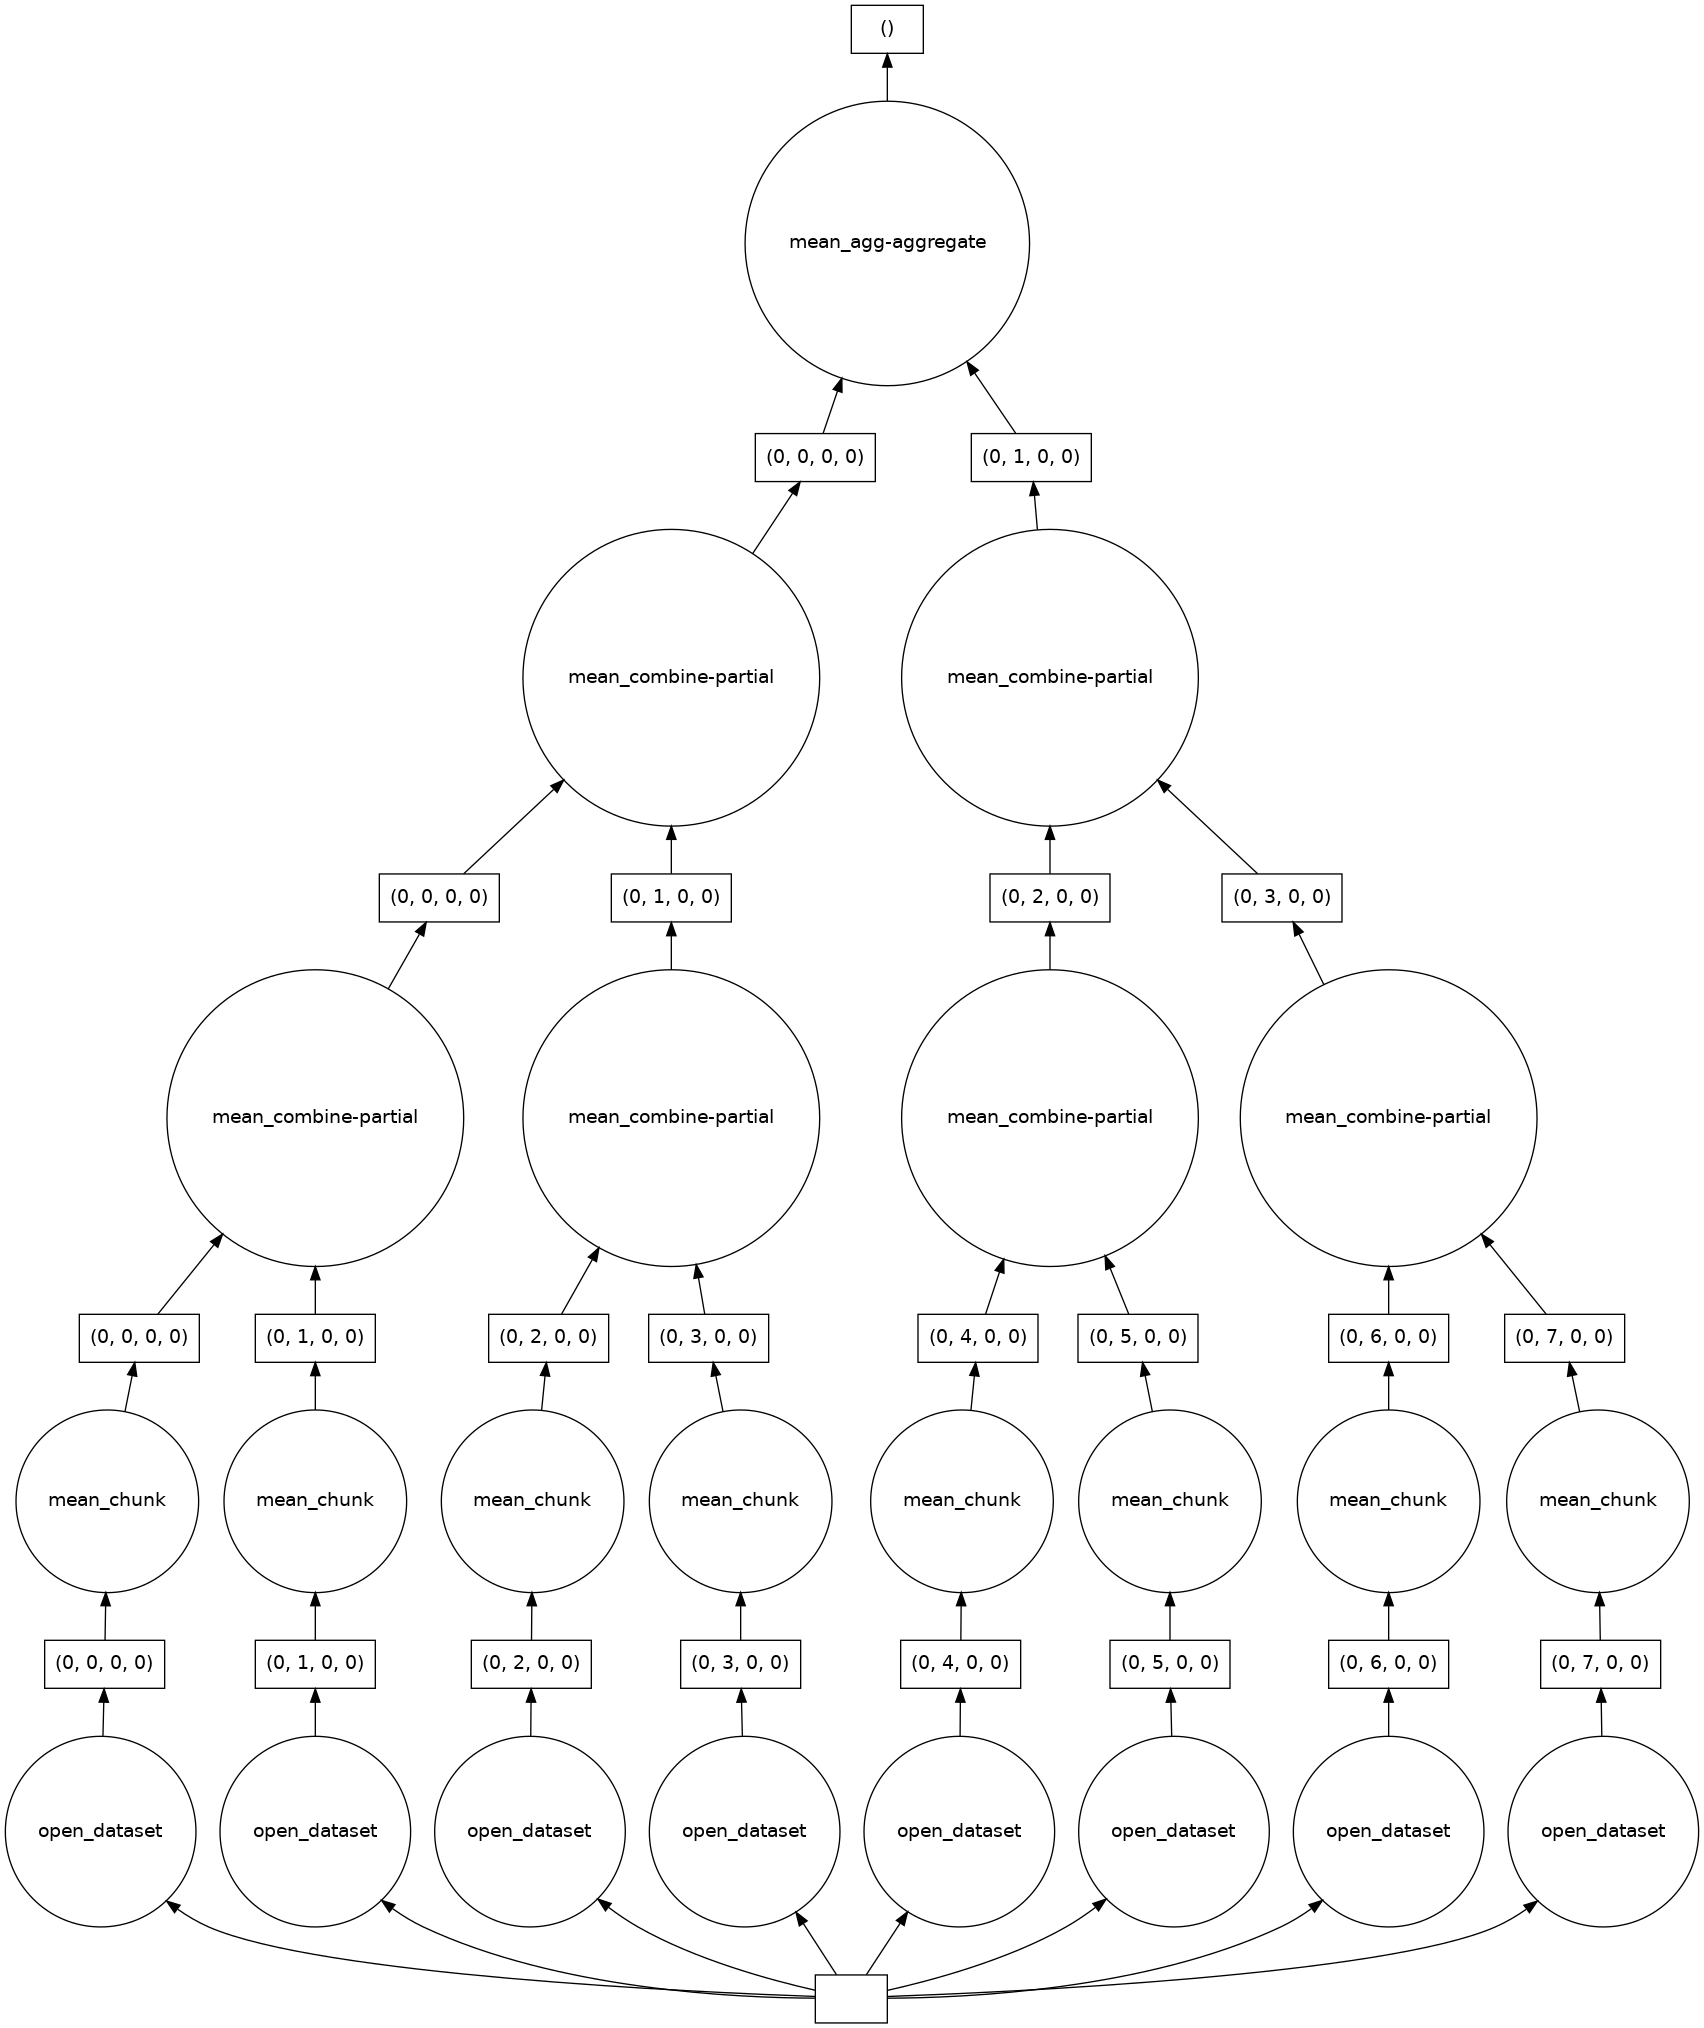 ()
mean_agg-aggregate
(0, 0, 0, 0)
(0, 1, 0, 0)
mean_combine-partial
mean_combine-partial
(0, 0, 0, 0)
(0, 1, 0, 0)
(0, 2, 0, 0)
(0, 3, 0, 0)
mean_combine-partial
mean_combine-partial
mean_combine-partial
mean_combine-partial
(0, 0, 0, 0)
(0, 1, 0, 0)
(0, 2, 0, 0)
(0, 3, 0, 0)
(0, 4, 0, 0)
(0, 5, 0, 0)
(0, 6, 0, 0)
(0, 7, 0, 0)
mean_chunk
mean_chunk
mean_chunk
mean_chunk
mean_chunk
mean_chunk
mean_chunk
mean_chunk
(0, 0, 0, 0)
(0, 1, 0, 0)
(0, 2, 0, 0)
(0, 3, 0, 0)
(0, 4, 0, 0)
(0, 5, 0, 0)
(0, 6, 0, 0)
(0, 7, 0, 0)
open_dataset
open_dataset
open_dataset
open_dataset
open_dataset
open_dataset
open_dataset
open_dataset